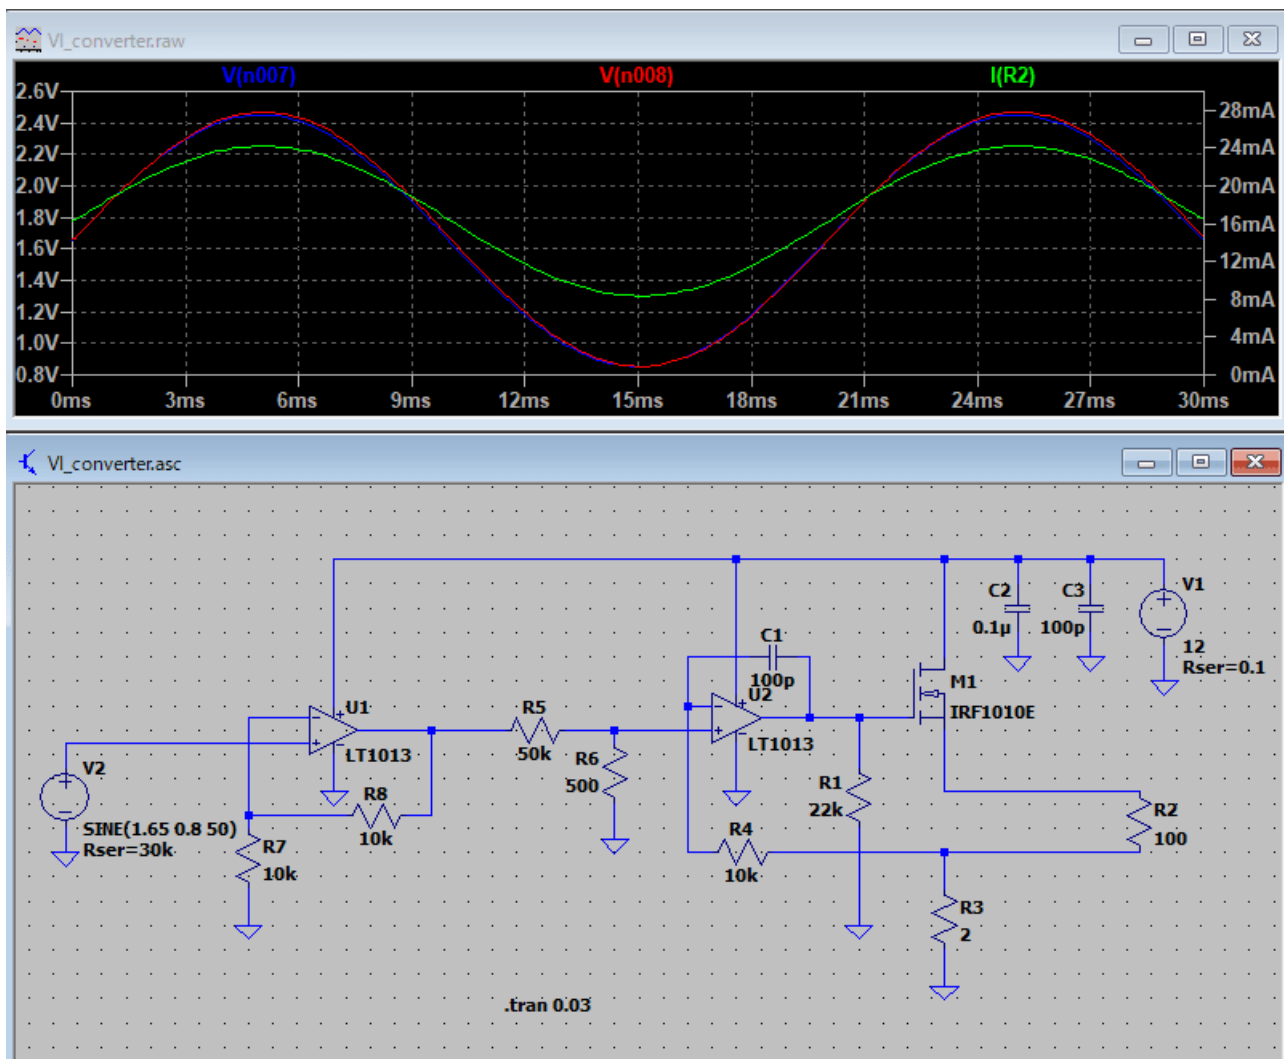 VI_converter.raw
V(n007) V(n008) I(R2)
2.6V
2.4V 28mA
2.2V 24mA
2.0V 20mA
1.8V 16mA
1.6V
1.4V 12mA
1.2V 8mA
1.0V 4mA
0.8V 0mA
0ms 3ms 6ms 9ms 12ms 15ms 18ms 21ms 24ms 27ms 30ms
VI_converter.asc
V1
12
Rser=0.1
C2
0.1µ
C3
100p
C1
100p
U2
LT1013
M1
IRF1010E
U1
LT1013
R5
50k
R6
500
V2
SINE(1.65 0.8 50)
Rser=30k
R8
10k
R7
10k
R1
22k
R2
100
R4
10k
R3
2
.tran 0.03